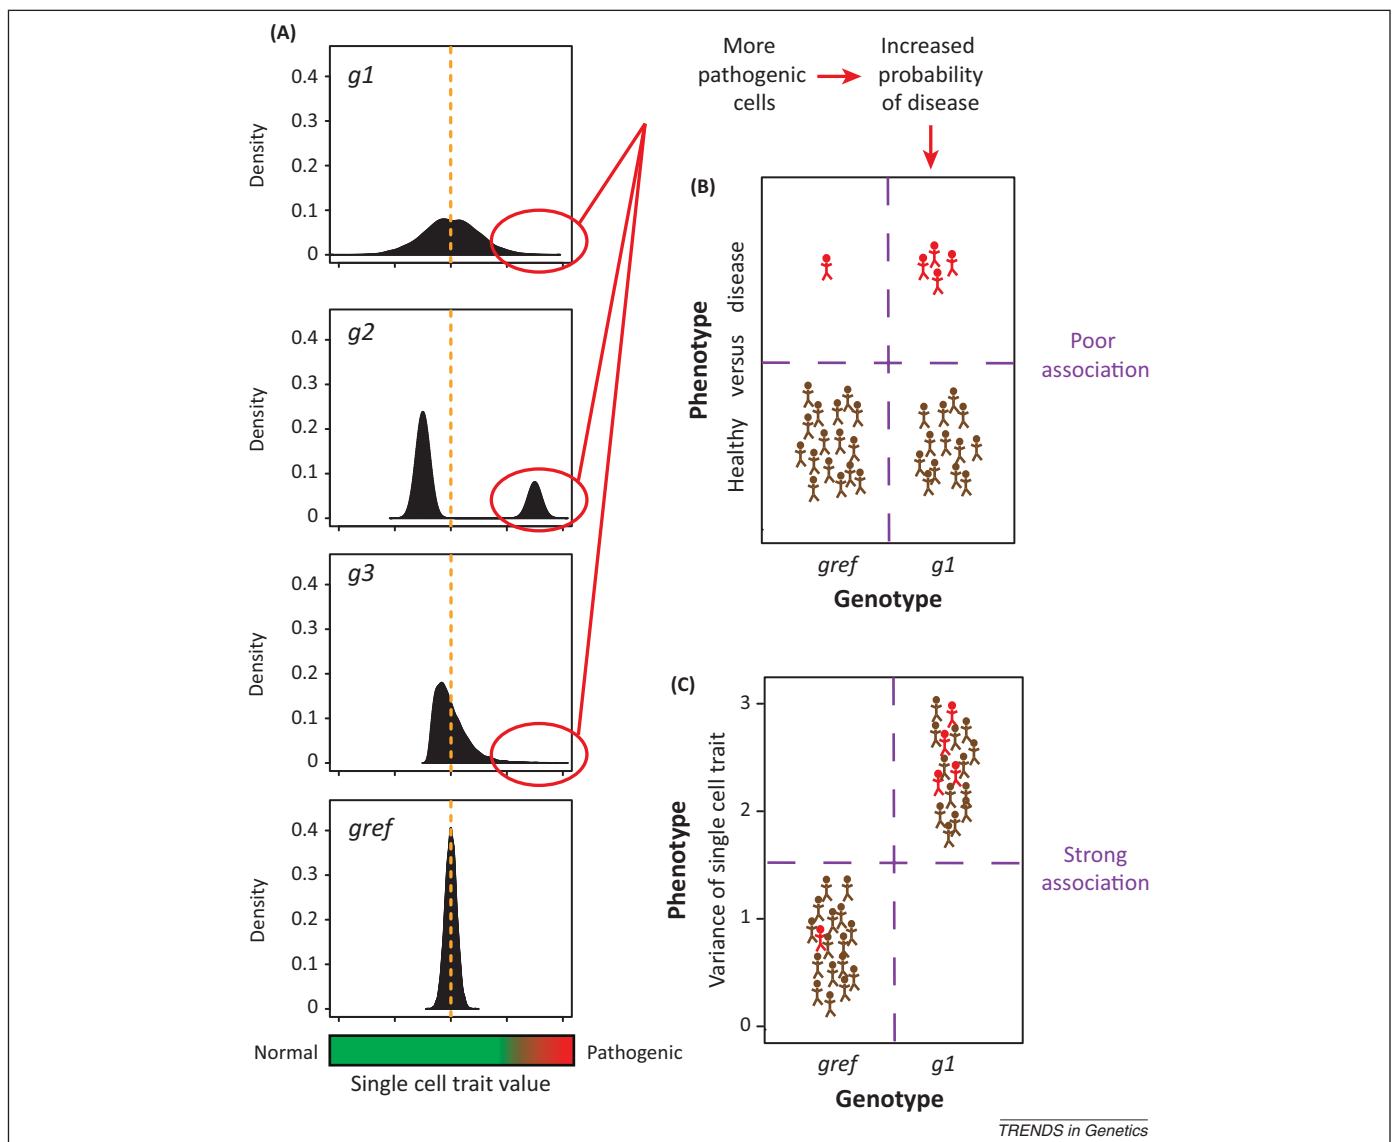 (A)
g1
0.4
0.3
0.2
0.1
0
Density
g2
0.4
0.3
0.2
0.1
0
Density
g3
0.4
0.3
0.2
0.1
0
Density
gref
0.4
0.3
0.2
0.1
0
Density
Normal
Pathogenic
Single cell trait value
More
pathogenic
cells
Increased
probability
of disease
(B)
Phenotype
Healthy versus disease
Poor
association
gref
g1
Genotype
(C)
Phenotype
Variance of single cell trait
3
2
1
0
Strong
association
gref
g1
Genotype
TRENDS in Genetics